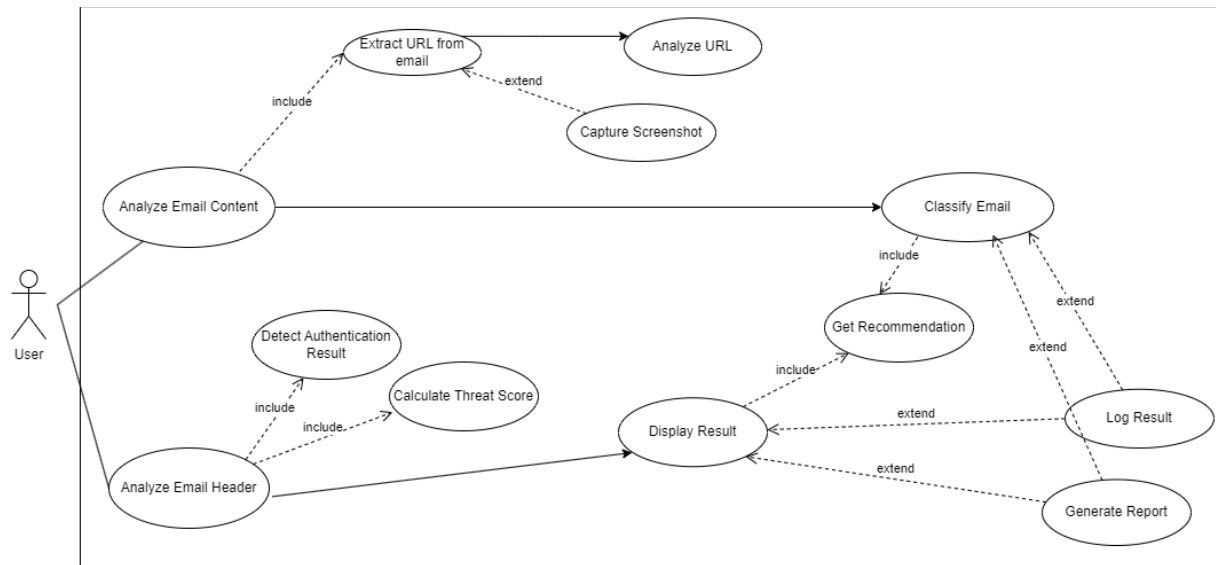 Extract URL from
email
Analyze URL
extend
include
Capture Screenshot
Analyze Email Content
Classify Email
include
User
Detect Authentication
Result
Get Recommendation
extend
extend
include
Calculate Threat Score
include
include
Display Result
extend
Log Result
Analyze Email Header
extend
Generate Report